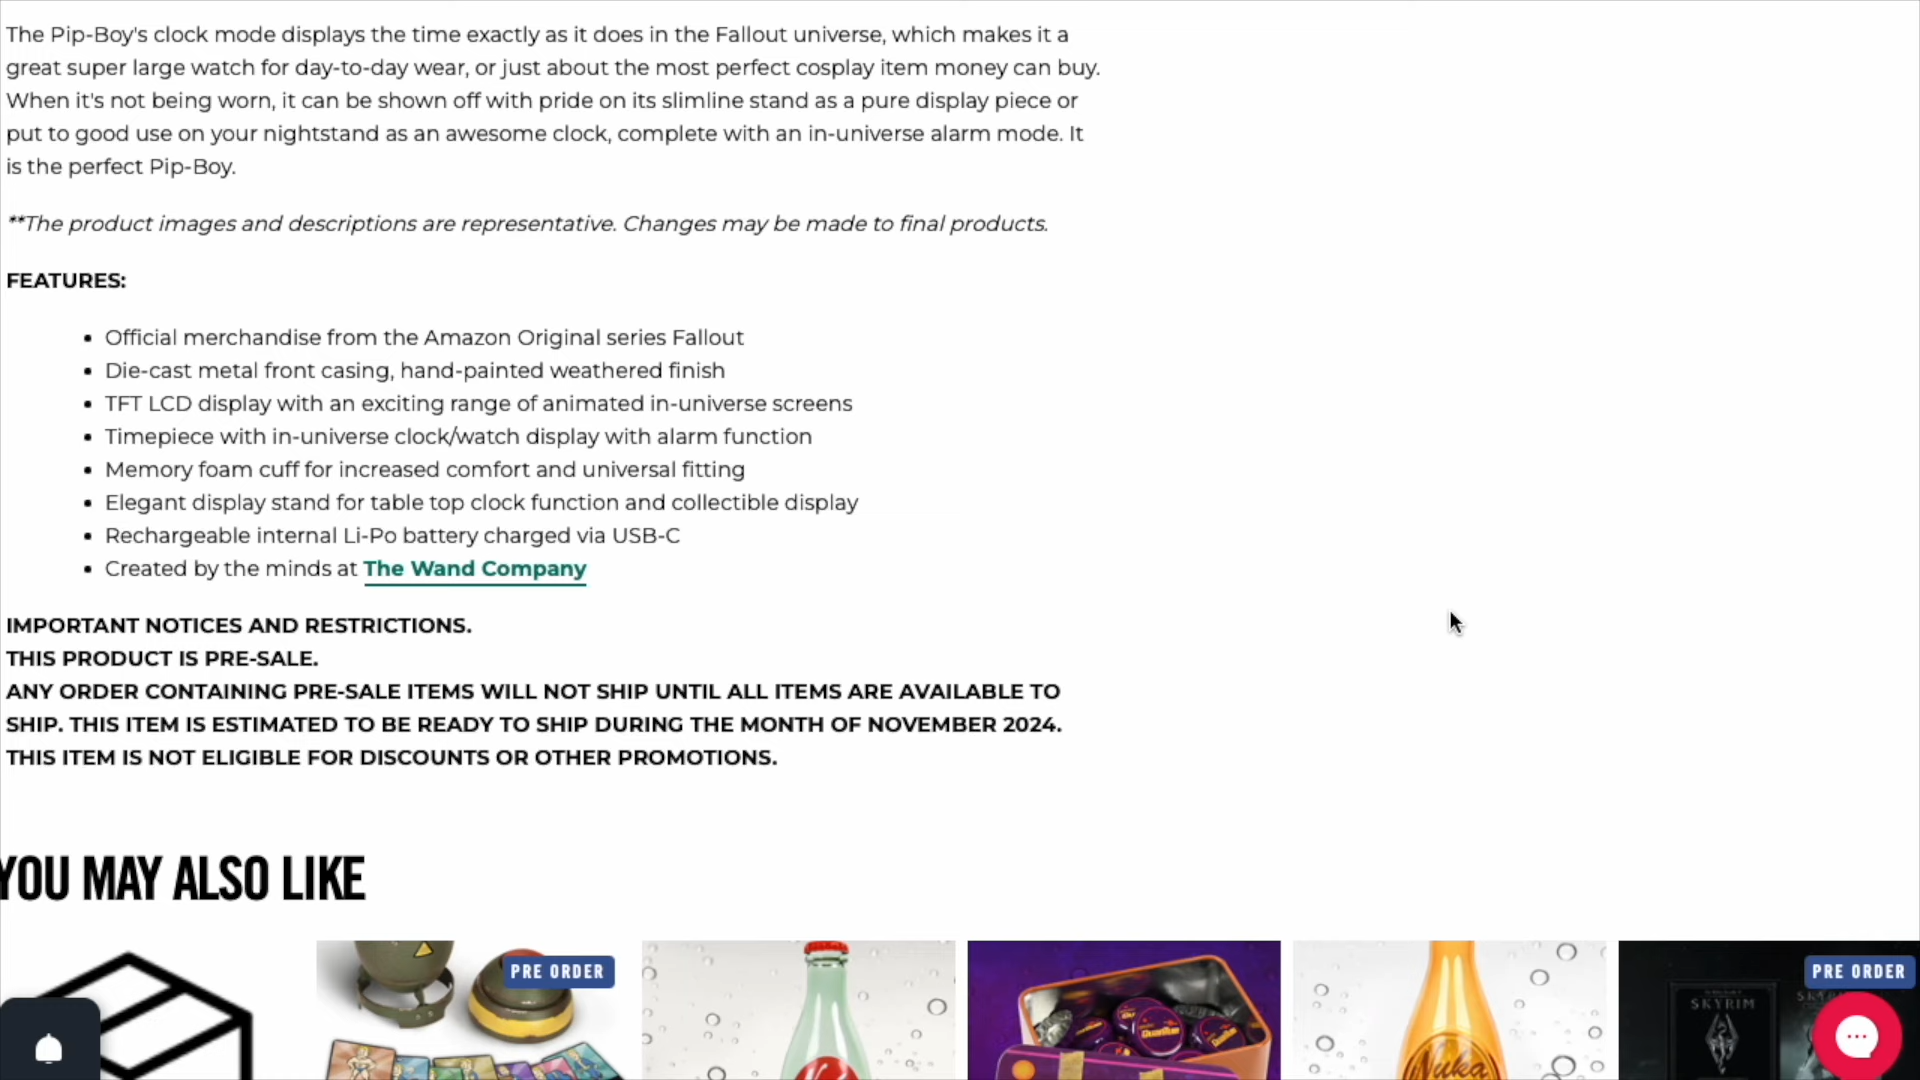 The Pip-Boy's clock mode displays the time exactly as it does in the Fallout universe, which makes it a
great super large watch for day-to-day wear, or just about the most perfect cosplay item money can buy.
When it's not being worn, it can be shown off with pride on its slimline stand as a pure display piece or
put to good use on your nightstand as an awesome clock, complete with an in-universe alarm mode. It
is the perfect Pip-Boy.
**The product images and descriptions are representative. Changes may be made to final products.
FEATURES:
• Official merchandise from the Amazon Original series Fallout
• Die-cast metal front casing, hand-painted weathered finish
• TFT LCD display with an exciting range of animated in-universe screens
• Timepiece with in-universe clock/watch display with alarm function
• Memory foam cuff for increased comfort and universal fitting
• Elegant display stand for table top clock function and collectible display
• Rechargeable internal Li-Po battery charged via USB-C
• Created by the minds at The Wand Company
IMPORTANT NOTICES AND RESTRICTIONS.
THIS PRODUCT IS PRE-SALE.
ANY ORDER CONTAINING PRE-SALE ITEMS WILL NOT SHIP UNTIL ALL ITEMS ARE AVAILABLE TO
SHIP. THIS ITEM IS ESTIMATED TO BE READY TO SHIP DURING THE MONTH OF NOVEMBER 2024.
THIS ITEM IS NOT ELIGIBLE FOR DISCOUNTS OR OTHER PROMOTIONS.
YOU MAY ALSO LIKE
PRE ORDER
PRE ORDER
SKYRIM
Quantum
Nuka